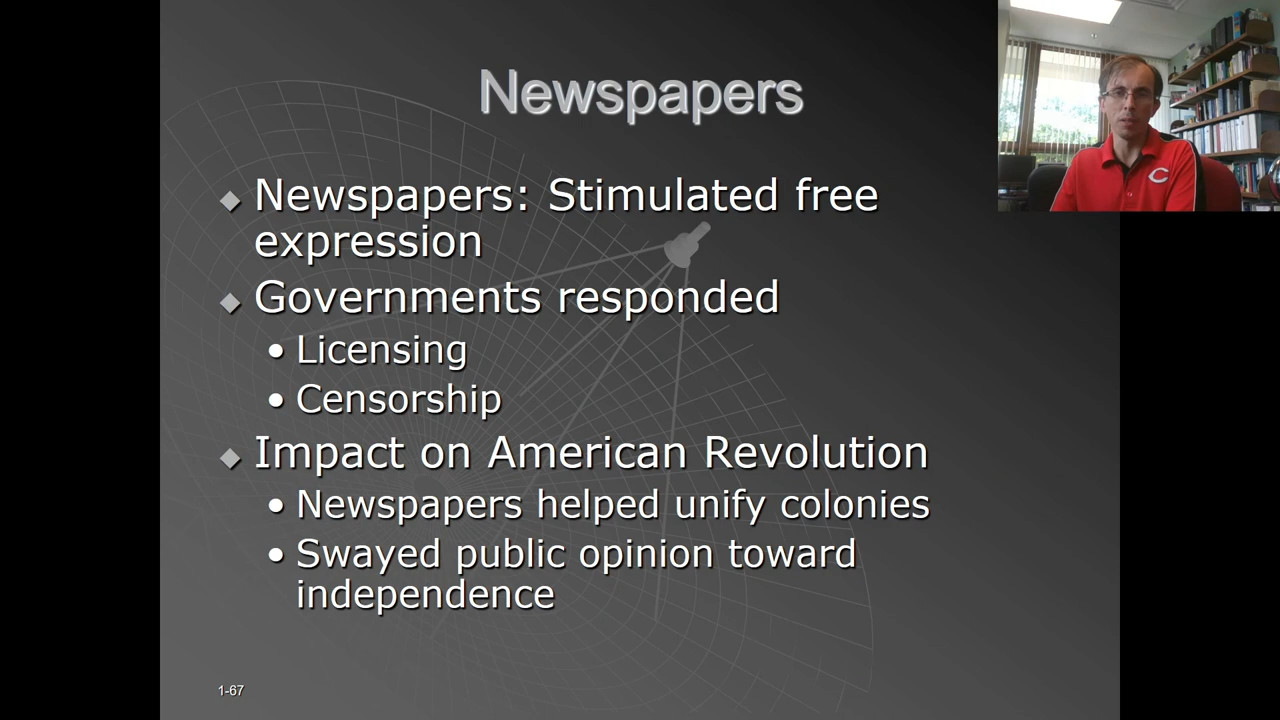 Newspapers
Newspapers: Stimulated free
expression
Governments responded
Licensing
Censorship
Impact on American Revolution
Newspapers helped unify colonies
Swayed public opinion toward
independence
1-67
C